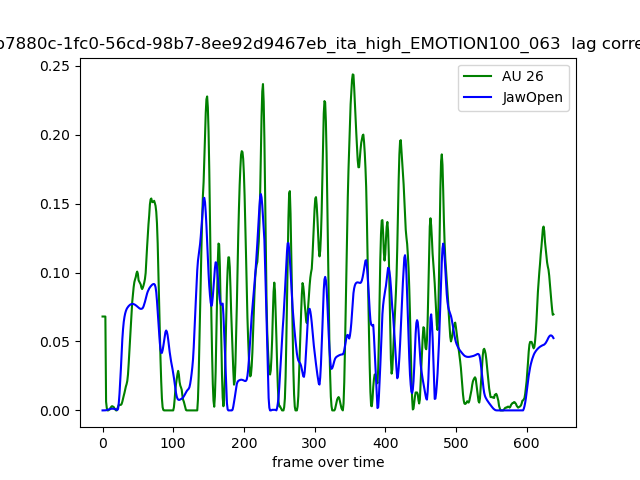 b7880c-1fc0-56cd-98b7-8ee92d9467eb_ita_high_EMOTION100_063  lag corre
AU 26
JawOpen
0.25
0.20
0.15
0.10
0.05
0.00
0 100 200 300 400 500 600
frame over time